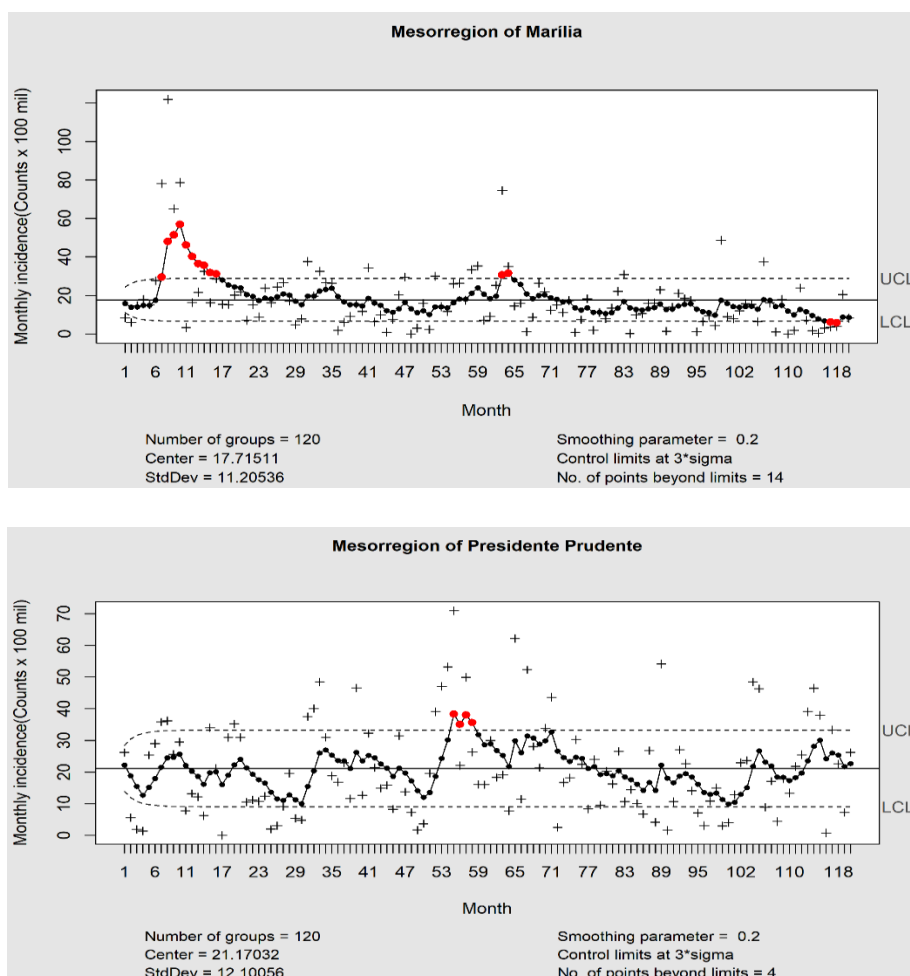 Mesorregion of Marília
Monthly incidence(Counts x 100 mil)
100
80
60
40
20
0
UCL
LCL
1 6 11 17 23 29 35 41 47 53 59 65 71 77 83 89 95 102 110 118
Month
Number of groups = 120
Center = 17.71511
StdDev = 11.20536
Smoothing parameter = 0.2
Control limits at 3*sigma
No. of points beyond limits = 14
Mesorregion of Presidente Prudente
Monthly incidence(Counts x 100 mil)
70
60
50
40
30
20
10
0
UCL
LCL
1 6 11 17 23 29 35 41 47 53 59 65 71 77 83 89 95 102 110 118
Month
Number of groups = 120
Center = 21.17032
StdDev = 12.10056
Smoothing parameter = 0.2
Control limits at 3*sigma
No. of points beyond limits = 4